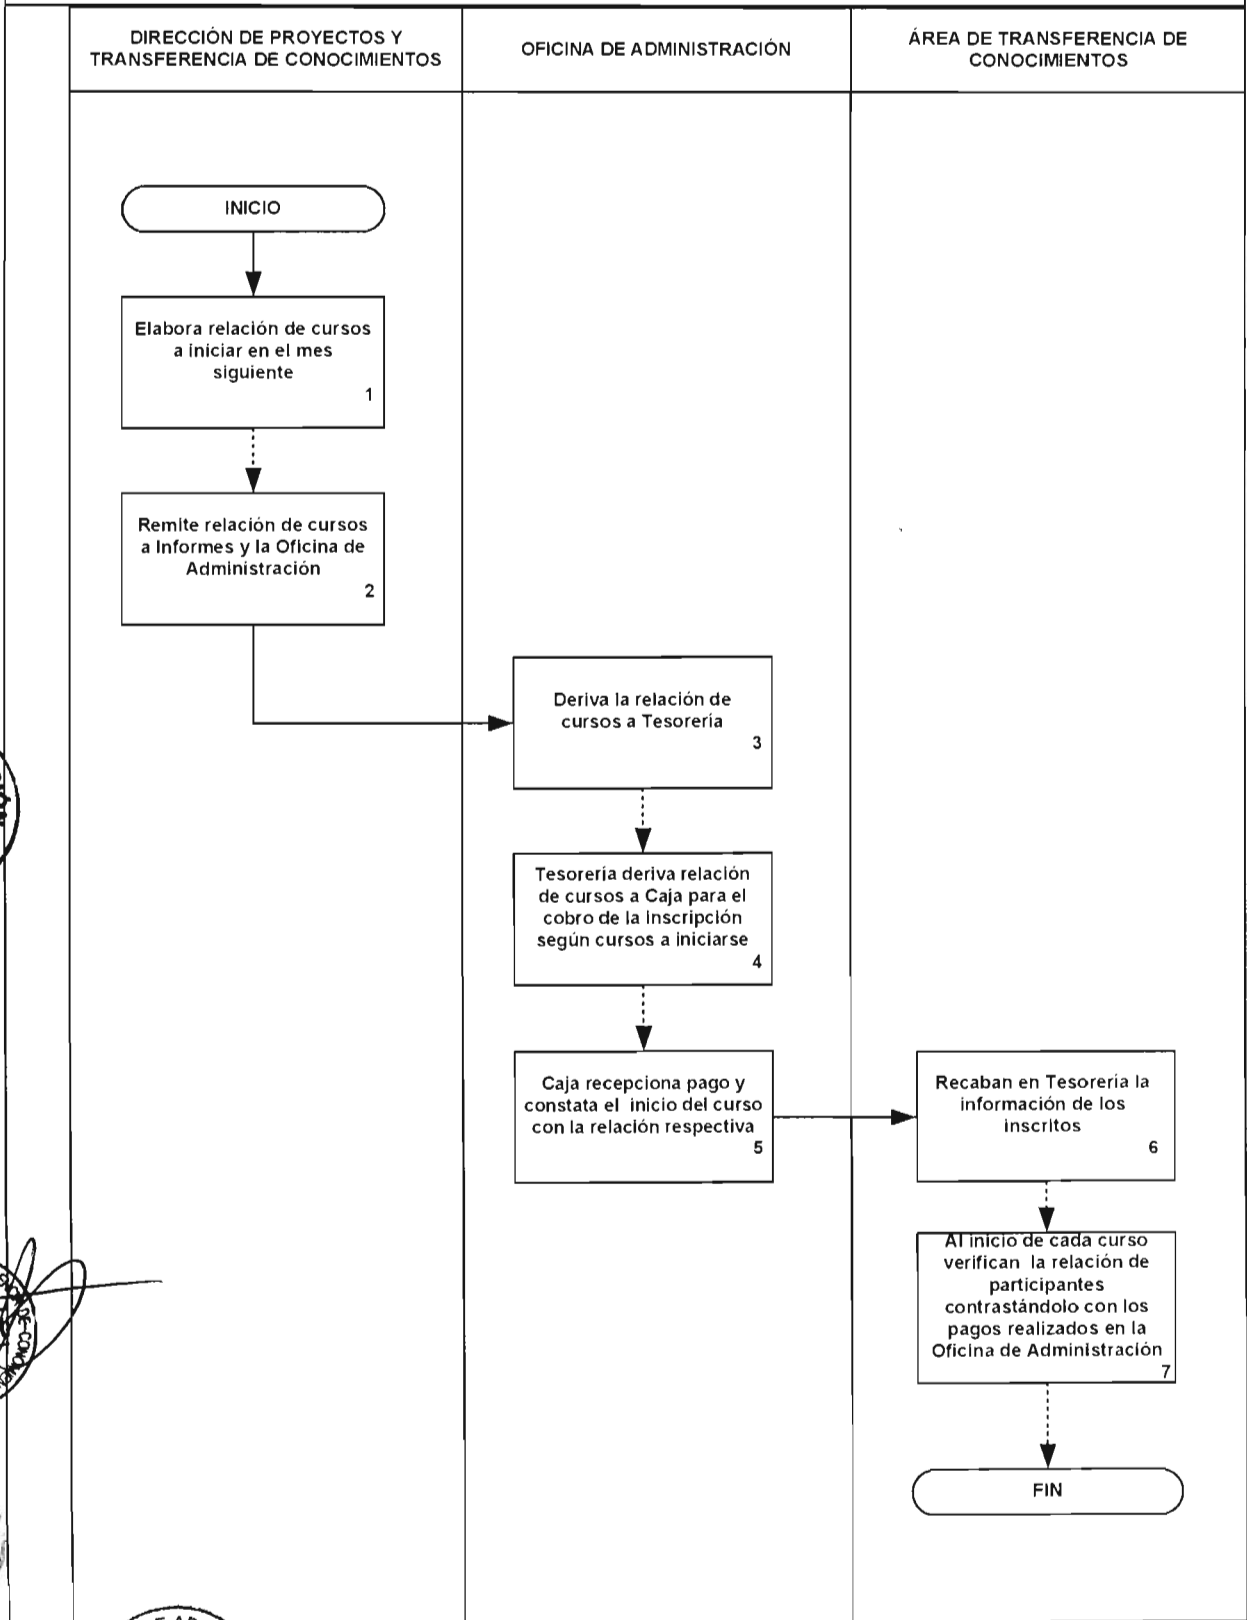 DIRECCIÓN DE PROYECTOS Y
TRANSFERENCIA DE CONOCIMIENTOS
OFICINA DE ADMINISTRACIÓN
ÁREA DE TRANSFERENCIA DE
CONOCIMIENTOS
INICIO
Elabora relación de cursos
a iniciar en el mes
siguiente
1
Remite relación de cursos
a Informes y la Oficina de
Administración
2
Deriva la relación de
cursos a Tesorería
3
Tesorería deriva relación
de cursos a Caja para el
cobro de la inscripción
según cursos a iniciarse
4
Caja recepciona pago y
constata el inicio del curso
con la relación respectiva
5
Recaban en Tesorería la
información de los
inscritos
6
Al inicio de cada curso
verifican la relación de
participantes
contrastándolo con los
pagos realizados en la
Oficina de Administración
7
FIN